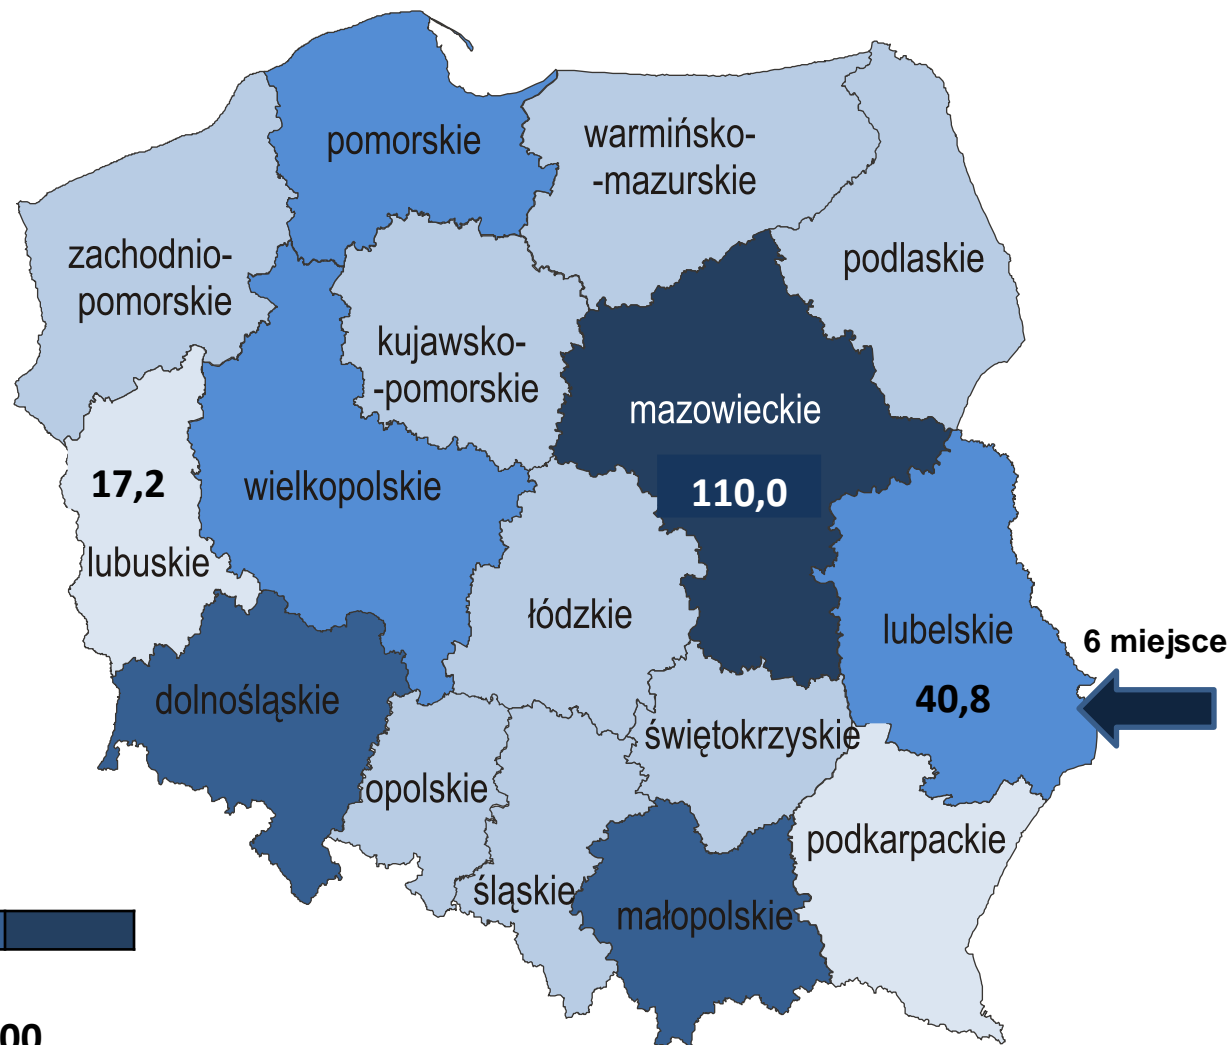 pomorskie
warmińsko-
-mazurskie
zachodnio-
pomorskie
podlaskie
kujawsko-
-pomorskie
mazowieckie
110,0
17,2
lubuskie
wielkopolskie
łódzkie
lubelskie
40,8
6 miejsce
dolnośląskie
świętokrzyskie
opolskie
podkarpackie
śląskie
małopolskie
00